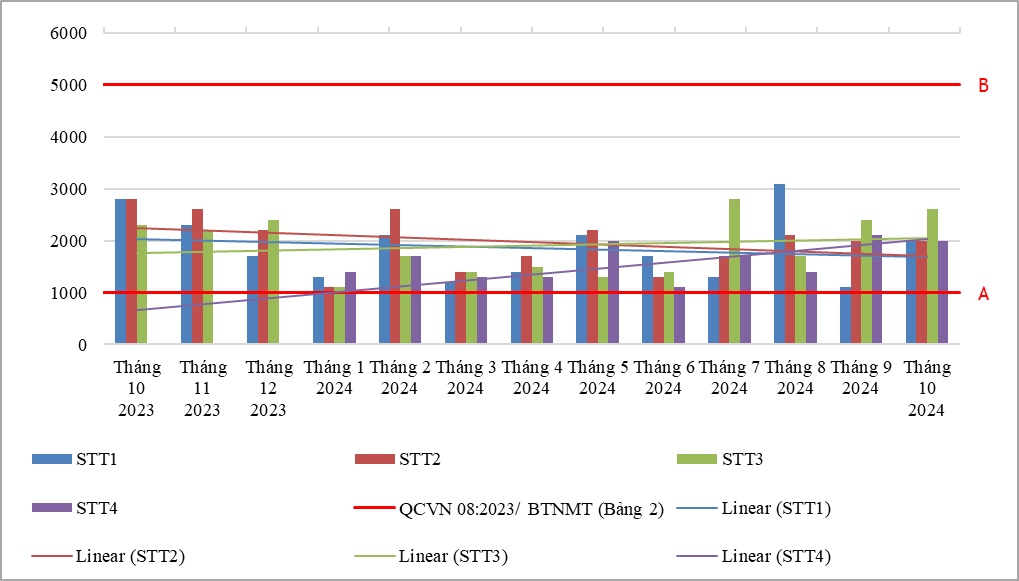 6000
5000
B
4000
3000
2000
1000
A
0
Tháng 10 2023
Tháng 11 2023
Tháng 12 2023
Tháng 1 2024
Tháng 2 2024
Tháng 3 2024
Tháng 4 2024
Tháng 5 2024
Tháng 6 2024
Tháng 7 2024
Tháng 8 2024
Tháng 9 2024
Tháng 10 2024
STT1
STT2
STT3
STT4
QCVN 08:2023/ BTNMT (Bảng 2)
Linear (STT1)
Linear (STT2)
Linear (STT3)
Linear (STT4)